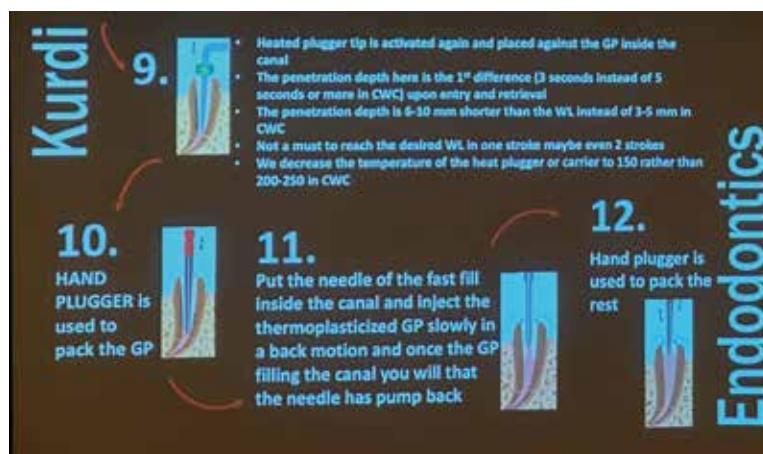 Kurdi
9.
• Heated plugger tip is activated again and placed against the GP inside the
canal
• The penetration depth here is the 1st difference (3 seconds instead of 5
seconds or more in CWC) upon entry and retrieval
• The penetration depth is 6-10 mm shorter than the WL instead of 3-5 mm in
CWC
• Not a must to reach the desired WL in one stroke maybe even 2 strokes
• We decrease the temperature of the heat plugger or carrier to 150 rather than
200-250 in CWC
10.
HAND
PLUGGER is
used to
pack the GP
11.
Put the needle of the fast fill
inside the canal and inject the
thermoplasticized GP slowly in
a back motion and once the GP
filling the canal you will that
the needle has pump back
12.
Hand plugger is
used to pack the
rest
Endodontics